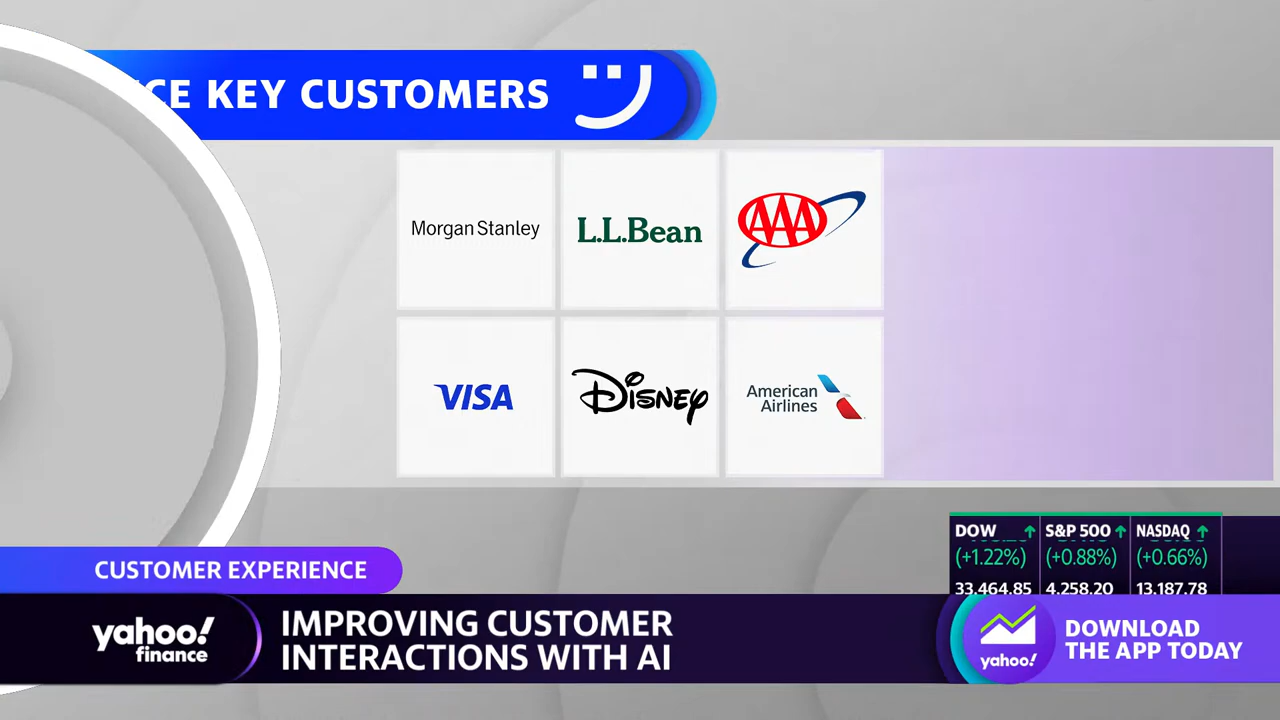 CE KEY CUSTOMERS
Morgan Stanley
L.L.Bean
AAA
VISA
Disney
American
Airlines
DOW
S&P 500
NASDAQ
(+1.22%)
(+0.88%)
(+0.66%)
33,464.85
4,258.20
13,187.78
CUSTOMER EXPERIENCE
yahoo!
finance
IMPROVING CUSTOMER
INTERACTIONS WITH AI
yahoo!
DOWNLOAD
THE APP TODAY